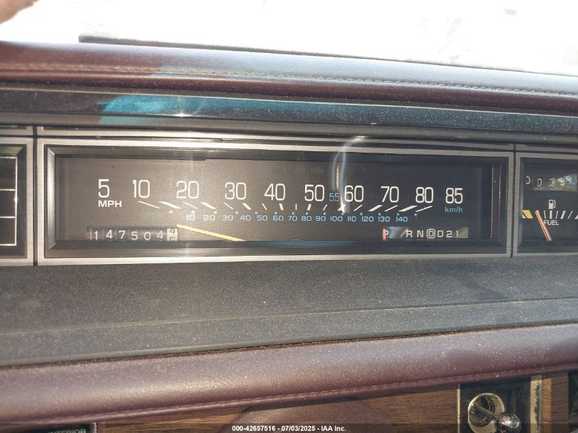 5 10 20 30 40 50 55 60 70 80 85
MPH km/h
10 20 30 40 50 60 70 80 90 100 110 120 130 140
147504
P R N D D 2 1
FUEL
000-42657516 - 07/03/2025 - IAA Inc.